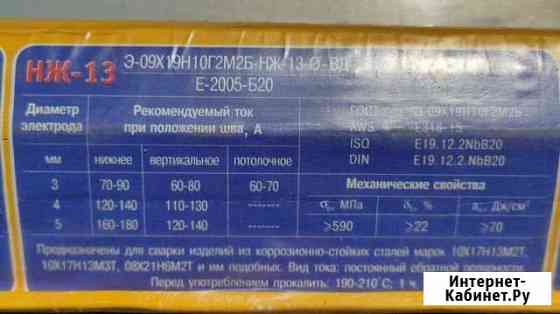 НЖ-13
Э-09Х19Н10Г2М2Б-НЖ-13-Ø-ВД
Е-2005-Б20
Диаметр электрода
Рекомендуемый ток при положении шва, А
мм нижнее вертикальное потолочное
3 70-90 60-80 60-70
4 120-140 110-130 -------
5 160-180 120-140 -------
ГОСТ Э-09Х19Н10Г2М2Б
AWS E318-15
ISO E19.12.2NbB20
DIN E19.12.2.NbB20
Механические свойства
МПа % Дж/см²
≥590 ≥22 ≥70
Предназначены для сварки изделий из коррозионно-стойких сталей марок 10Х17Н13М2Т,
10Х17Н13М3Т, 08Х21Н6М2Т и им подобных. Вид тока: постоянный обратной полярности.
Перед употреблением прокалить: 190-210°С; 1 ч.
Интернет-
Кабинет.Ру